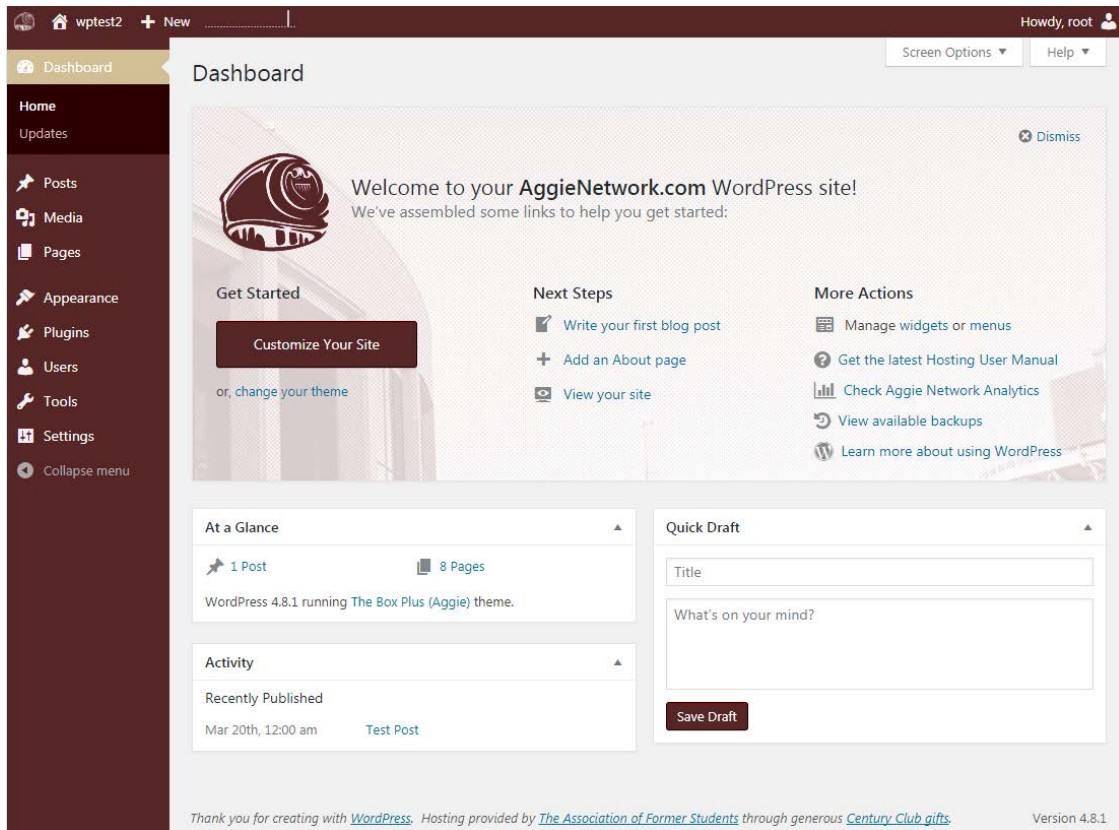 wptest2 New
Howdy, root
Dashboard
Home
Updates
Posts
Media
Pages
Appearance
Plugins
Users
Tools
Settings
Collapse menu
Screen Options
Help
Dashboard
Dismiss
Welcome to your AggieNetwork.com WordPress site!
We've assembled some links to help you get started:
Get Started
Customize Your Site
or, change your theme
Next Steps
Write your first blog post
Add an About page
View your site
More Actions
Manage widgets or menus
Get the latest Hosting User Manual
Check Aggie Network Analytics
View available backups
Learn more about using WordPress
At a Glance
1 Post
8 Pages
WordPress 4.8.1 running The Box Plus (Aggie) theme.
Activity
Recently Published
Mar 20th, 12:00 am Test Post
Quick Draft
Title
What's on your mind?
Save Draft
Thank you for creating with WordPress. Hosting provided by The Association of Former Students through generous Century Club gifts.
Version 4.8.1